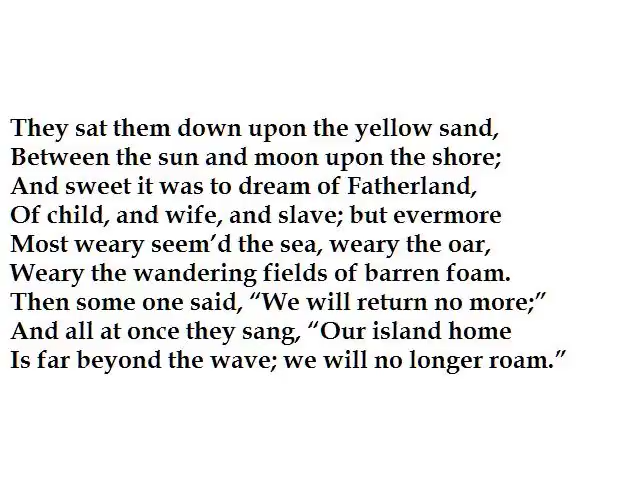 They sat them down upon the yellow sand,
Between the sun and moon upon the shore;
And sweet it was to dream of Fatherland,
Of child, and wife, and slave; but evermore
Most weary seem’d the sea, weary the oar,
Weary the wandering fields of barren foam.
Then some one said, “We will return no more;”
And all at once they sang, “Our island home
Is far beyond the wave; we will no longer roam.”